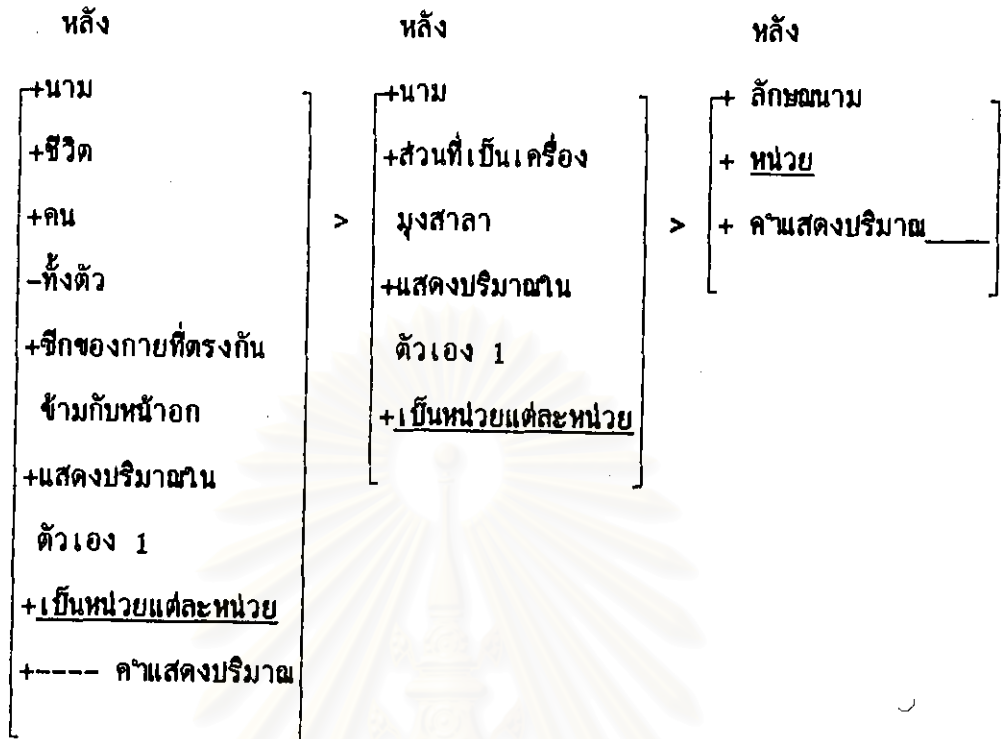 หลัง
+นาม
+ชีวิต
+คน
-ทั้งตัว
+ซีกของกายที่ตรงกัน
ข้ามกับหน้าอก
+แสดงปริมาณใน
ตัวเอง 1
+เป็นหน่วยแต่ละหน่วย
+---- คำแสดงปริมาณ
>
หลัง
+นาม
+ส่วนที่เป็นเครื่อง
มุงสาลา
+แสดงปริมาณใน
ตัวเอง 1
+เป็นหน่วยแต่ละหน่วย
>
หลัง
+ ลักษณนาม
+ หน่วย
+ คำแสดงปริมาณ____